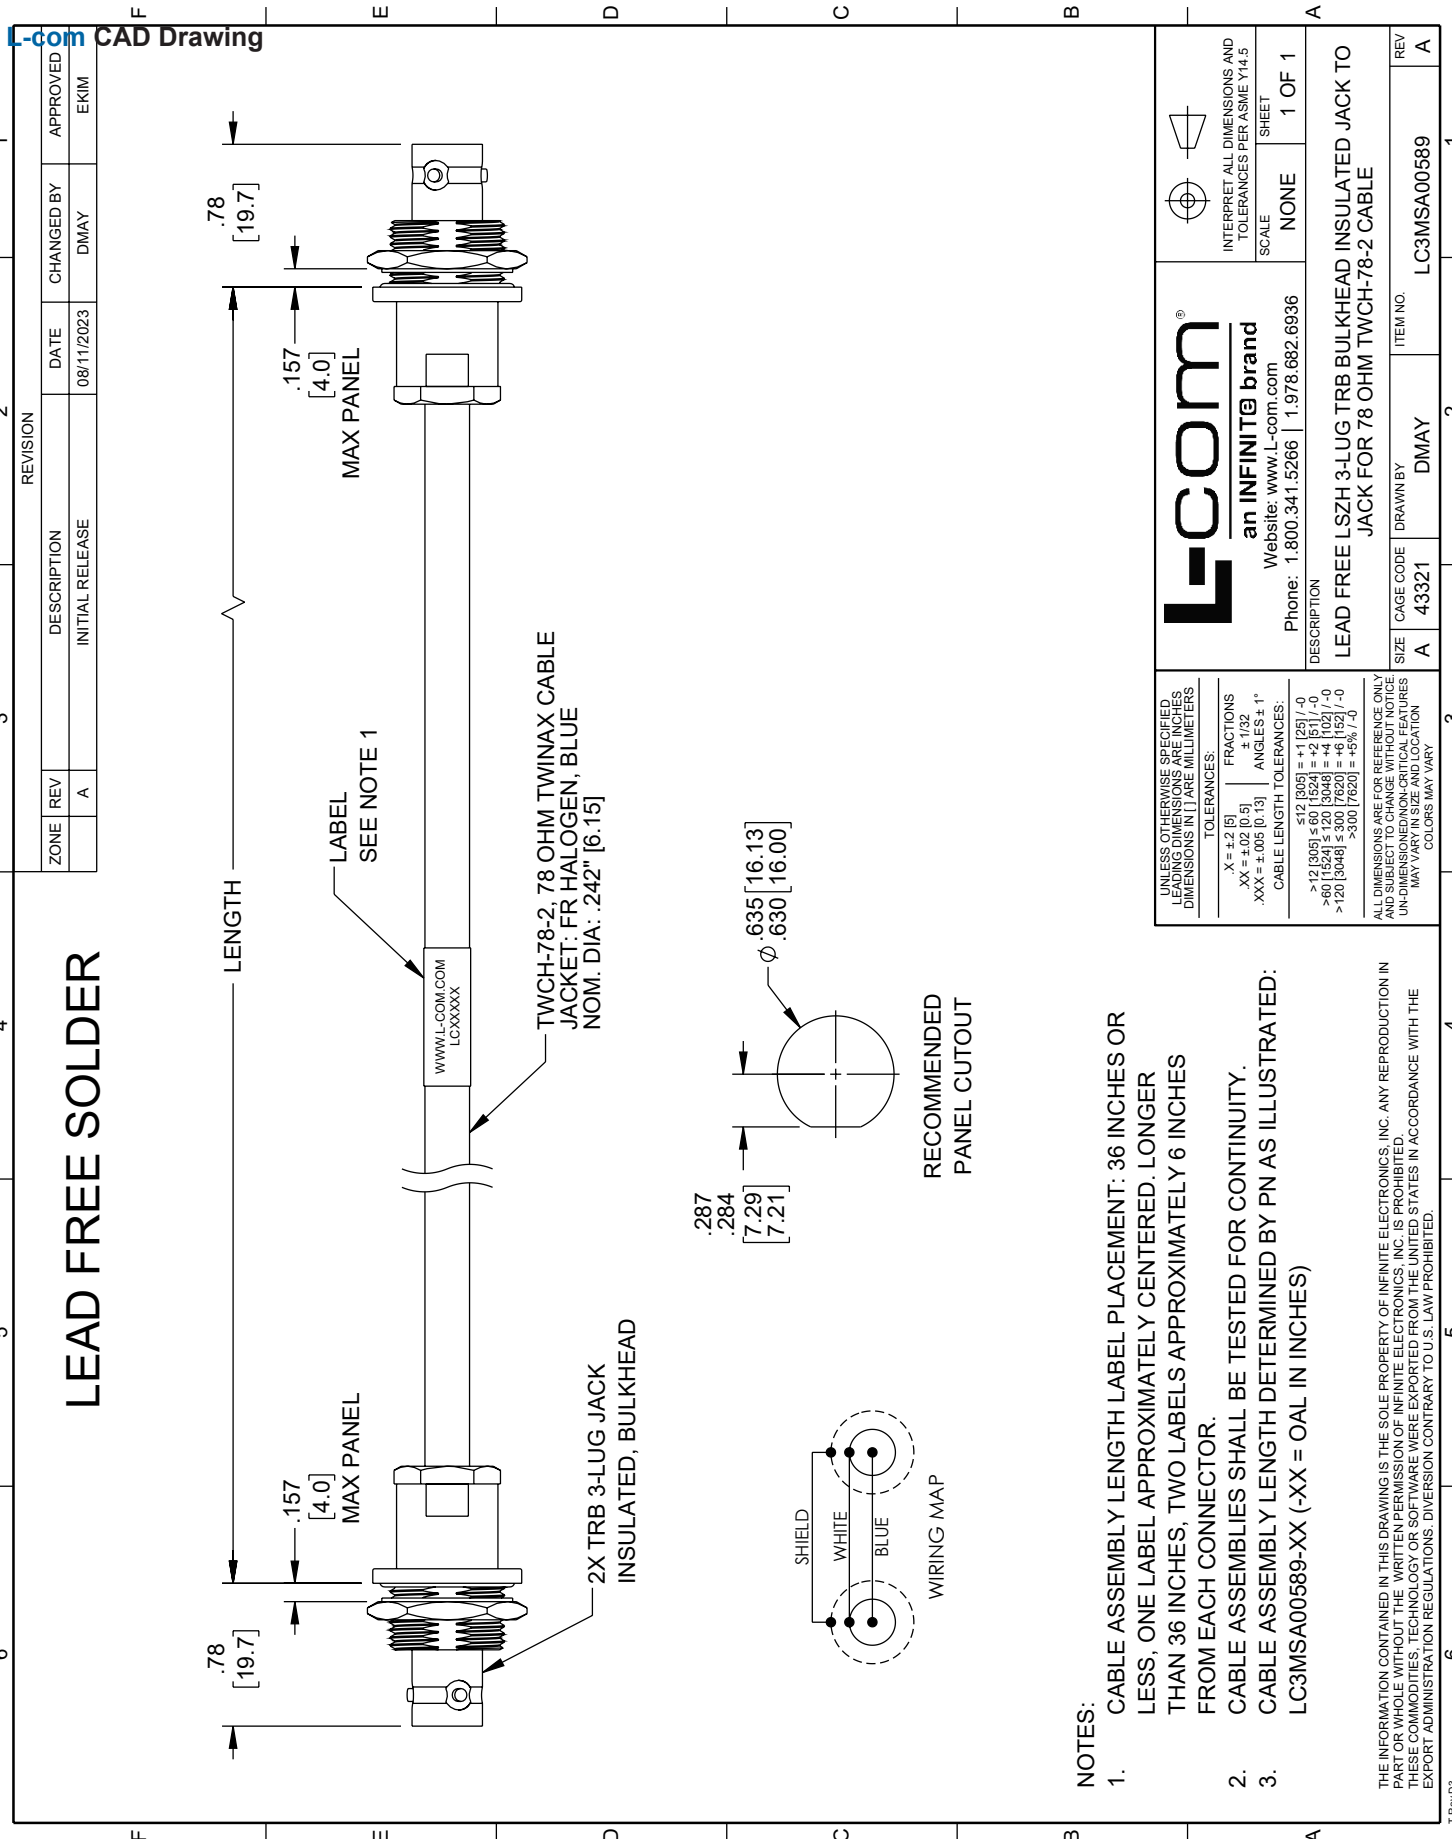 L-com CAD Drawing
LEAD FREE SOLDER
REVISION
ZONE REV DESCRIPTION DATE CHANGED BY APPROVED
A INITIAL RELEASE 08/11/2023 DMAY EKIM
6 5 4 3 2 1
F
E
D
C
B
A
.78
[19.7]
.157
[4.0]
MAX PANEL
LENGTH
.157
[4.0]
MAX PANEL
.78
[19.7]
LABEL
SEE NOTE 1
WWW.L-COM.COM
LCXXXXX
2X TRB 3-LUG JACK
INSULATED, BULKHEAD
TWCH-78-2, 78 OHM TWINAX CABLE
JACKET: FR HALOGEN, BLUE
NOM. DIA: .242" [6.15]
SHIELD
WHITE
BLUE
WIRING MAP
.287
.284
[7.29]
[7.21]
Ø .635 [16.13]
.630 [16.00]
RECOMMENDED
PANEL CUTOUT
NOTES:
1. CABLE ASSEMBLY LENGTH LABEL PLACEMENT: 36 INCHES OR
LESS, ONE LABEL APPROXIMATELY CENTERED. LONGER
THAN 36 INCHES, TWO LABELS APPROXIMATELY 6 INCHES
FROM EACH CONNECTOR.
2. CABLE ASSEMBLIES SHALL BE TESTED FOR CONTINUITY.
3. CABLE ASSEMBLY LENGTH DETERMINED BY PN AS ILLUSTRATED:
LC3MSA00589-XX (-XX = OAL IN INCHES)
THE INFORMATION CONTAINED IN THIS DRAWING IS THE SOLE PROPERTY OF INFINITE ELECTRONICS, INC. ANY REPRODUCTION IN
PART OR WHOLE WITHOUT THE WRITTEN PERMISSION OF INFINITE ELECTRONICS, INC. IS PROHIBITED.
THESE COMMODITIES, TECHNOLOGY OR SOFTWARE WERE EXPORTED FROM THE UNITED STATES IN ACCORDANCE WITH THE
EXPORT ADMINISTRATION REGULATIONS. DIVERSION CONTRARY TO U.S. LAW PROHIBITED.
UNLESS OTHERWISE SPECIFIED
LEADING DIMENSIONS ARE INCHES
DIMENSIONS IN [ ] ARE MILLIMETERS
TOLERANCES:
.X = ±.2 [5] FRACTIONS
.XX = ±.02 [0.5] ± 1/32
.XXX = ±.005 [0.13] ANGLES ± 1°
CABLE LENGTH TOLERANCES:
≤12 [305] = +1 [25] / -0
>12 [305] ≤ 60 [1524] = +2 [51] / -0
>60 [1524] ≤ 120 [3048] = +4 [102] / -0
>120 [3048] ≤ 300 [7620] = +6 [152] / -0
>300 [7620] = +5% / -0
ALL DIMENSIONS ARE FOR REFERENCE ONLY
AND SUBJECT TO CHANGE WITHOUT NOTICE.
UN-DIMENSIONED/NON-CRITICAL FEATURES
MAY VARY IN SIZE AND LOCATION
COLORS MAY VARY
L-com®
an INFINITe brand
Website: www.L-com.com
Phone: 1.800.341.5266 | 1.978.682.6936
INTERPRET ALL DIMENSIONS AND
TOLERANCES PER ASME Y14.5
SCALE NONE SHEET 1 OF 1
DESCRIPTION
LEAD FREE LSZH 3-LUG TRB BULKHEAD INSULATED JACK TO
JACK FOR 78 OHM TWCH-78-2 CABLE
SIZE A CAGE CODE 43321 DRAWN BY DMAY ITEM NO. LC3MSA00589 REV A